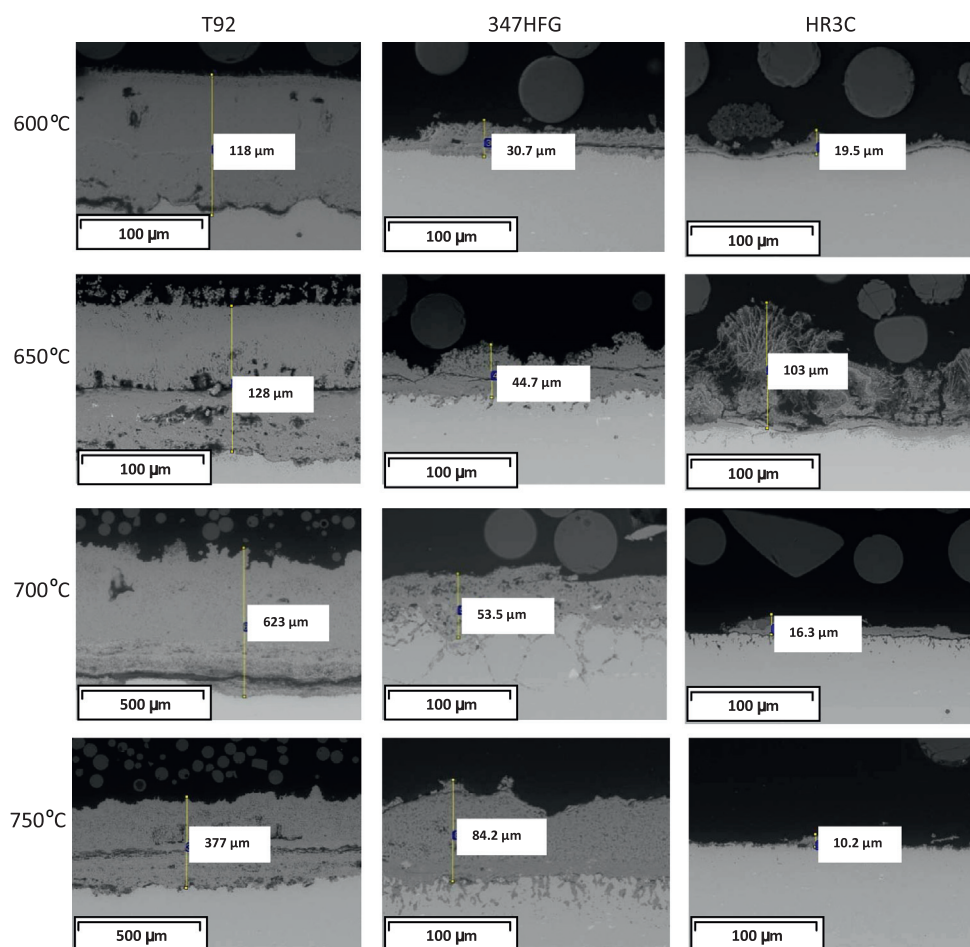 T92 347HFG HR3C
600°C
118 µm 30.7 µm 19.5 µm
100 µm 100 µm 100 µm
650°C
128 µm 44.7 µm 103 µm
100 µm 100 µm 100 µm
700°C
623 µm 53.5 µm 16.3 µm
500 µm 100 µm 100 µm
750°C
377 µm 84.2 µm 10.2 µm
500 µm 100 µm 100 µm